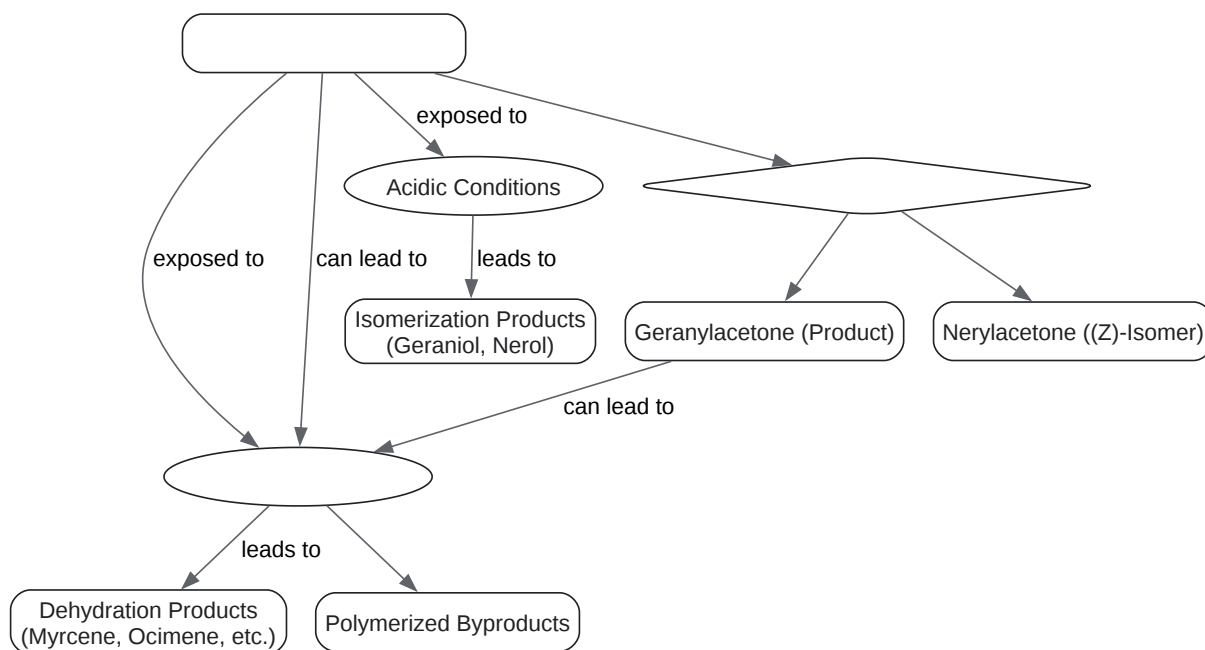 exposed to
Acidic Conditions
exposed to
can lead to
leads to
Isomerization Products
(Geraniol, Nerol)
Geranylacetone (Product)
Nerylacetone ((Z)-Isomer)
can lead to
leads to
Dehydration Products
(Myrcene, Ocimene, etc.)
Polymerized Byproducts